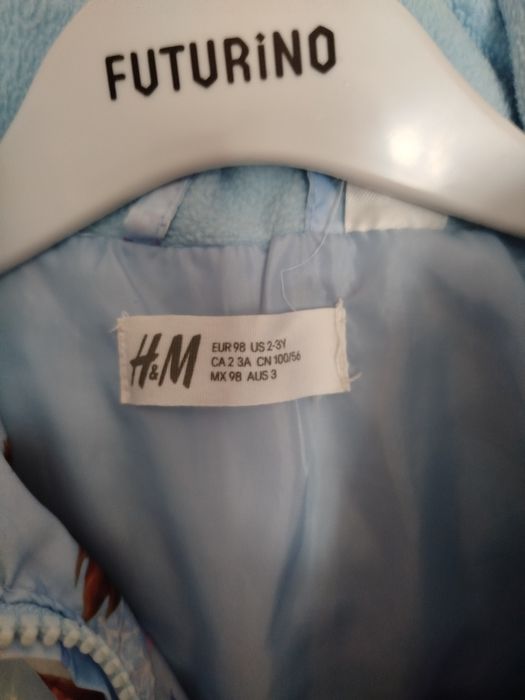 FUTURINO
H&M
EUR 98 US 2-3Y
CA 2 3A CN 100/56
MX 98 AUS 3